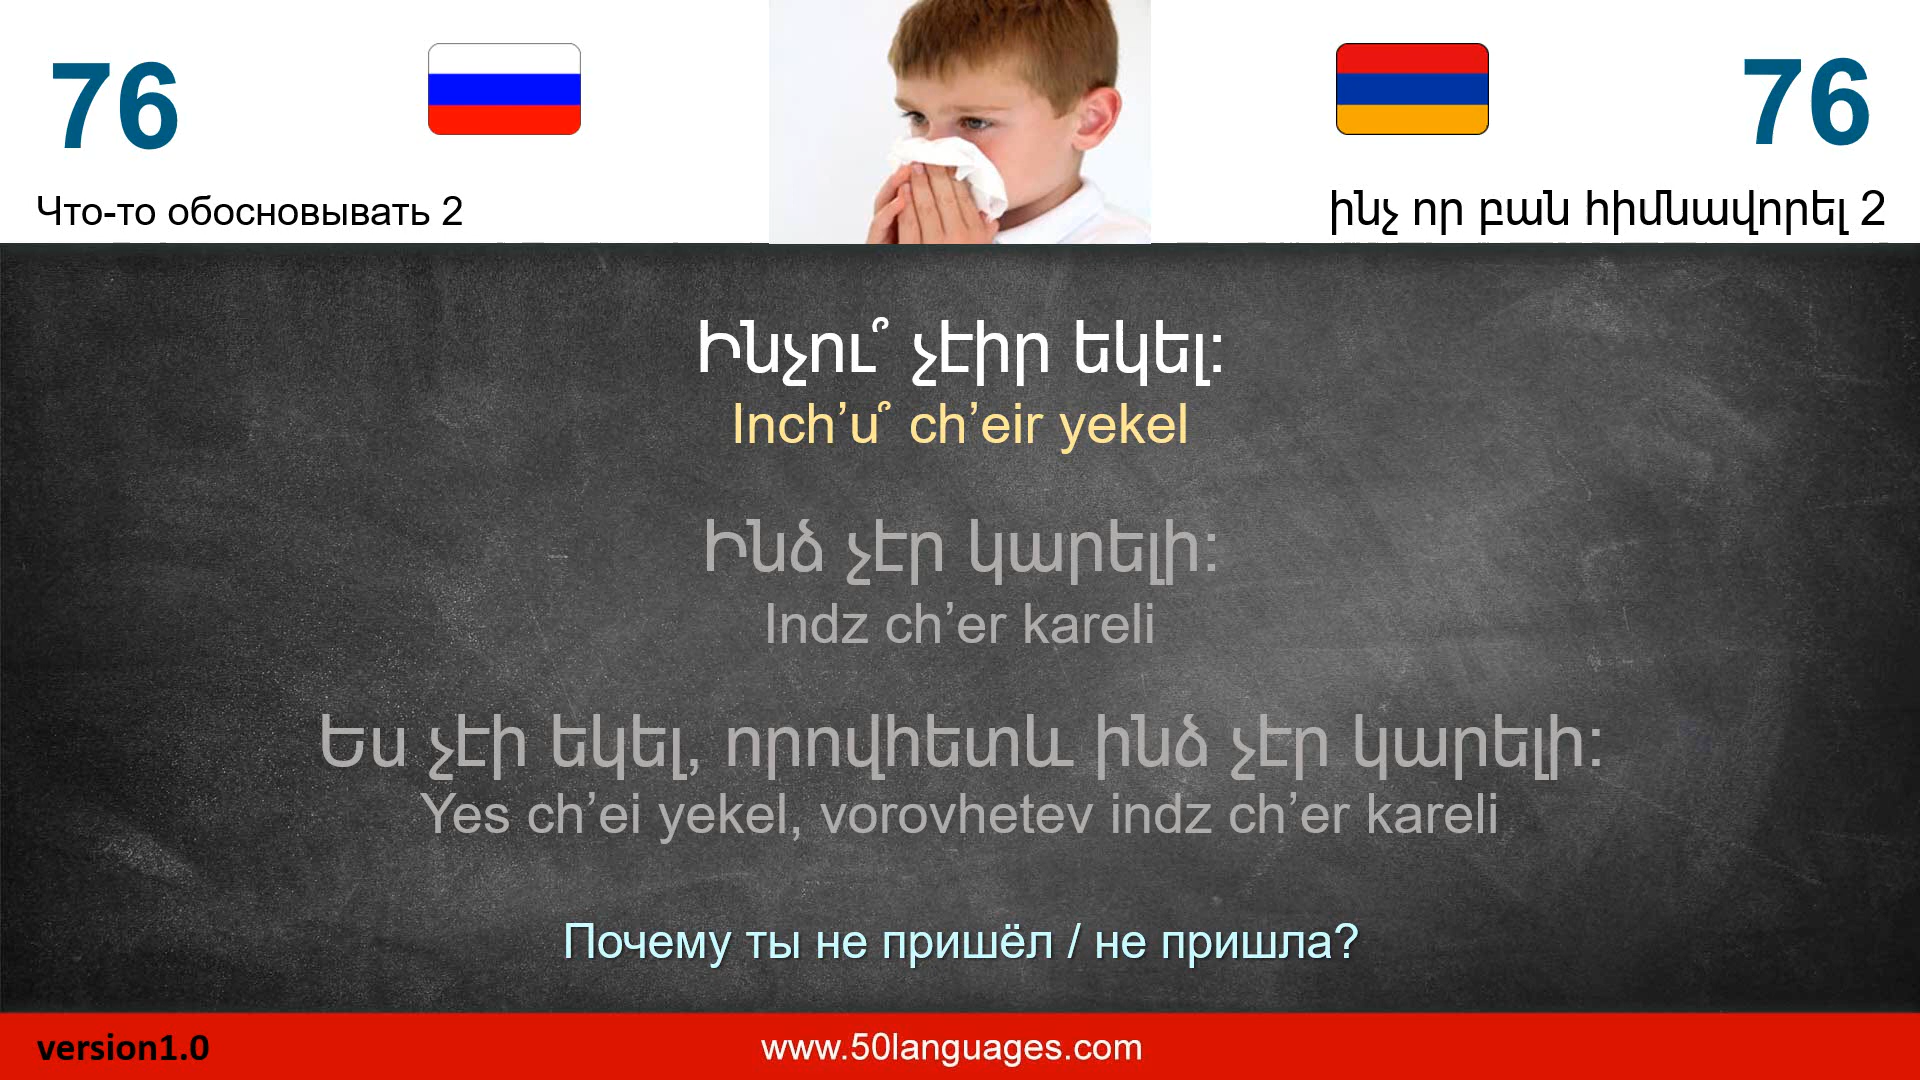 76
76
Что-то обосновывать 2
ինչ որ բան հիմնավորել 2
Ինչու՞ չէիր եկել:
Inch’u՞ ch’eir yekel
Ինձ չէր կարելի:
Indz ch’er kareli
Ես չէի եկել, որովհետև ինձ չէր կարելի:
Yes ch’ei yekel, vorovhetev indz ch’er kareli
Почему ты не пришёл / не пришла?
version1.0
www.50languages.com